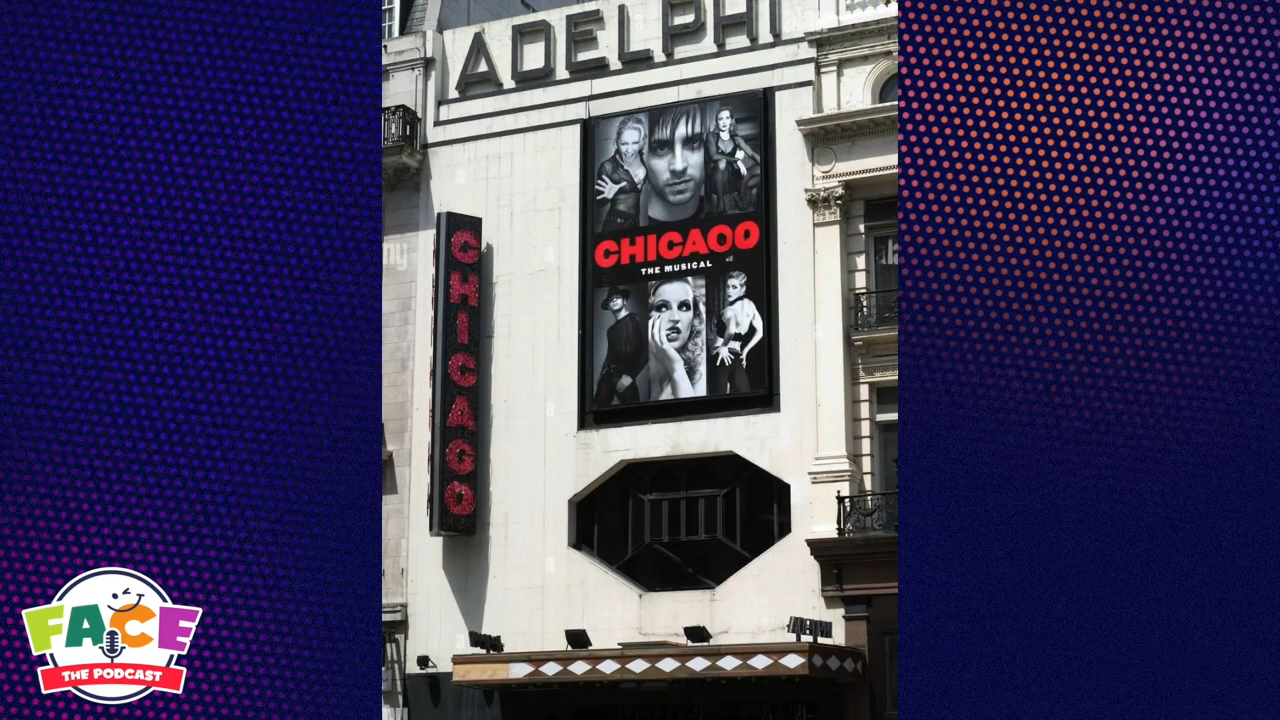 ADELPHI
CHICAOO
THE MUSICAL
CHICAGO
FACE
THE PODCAST